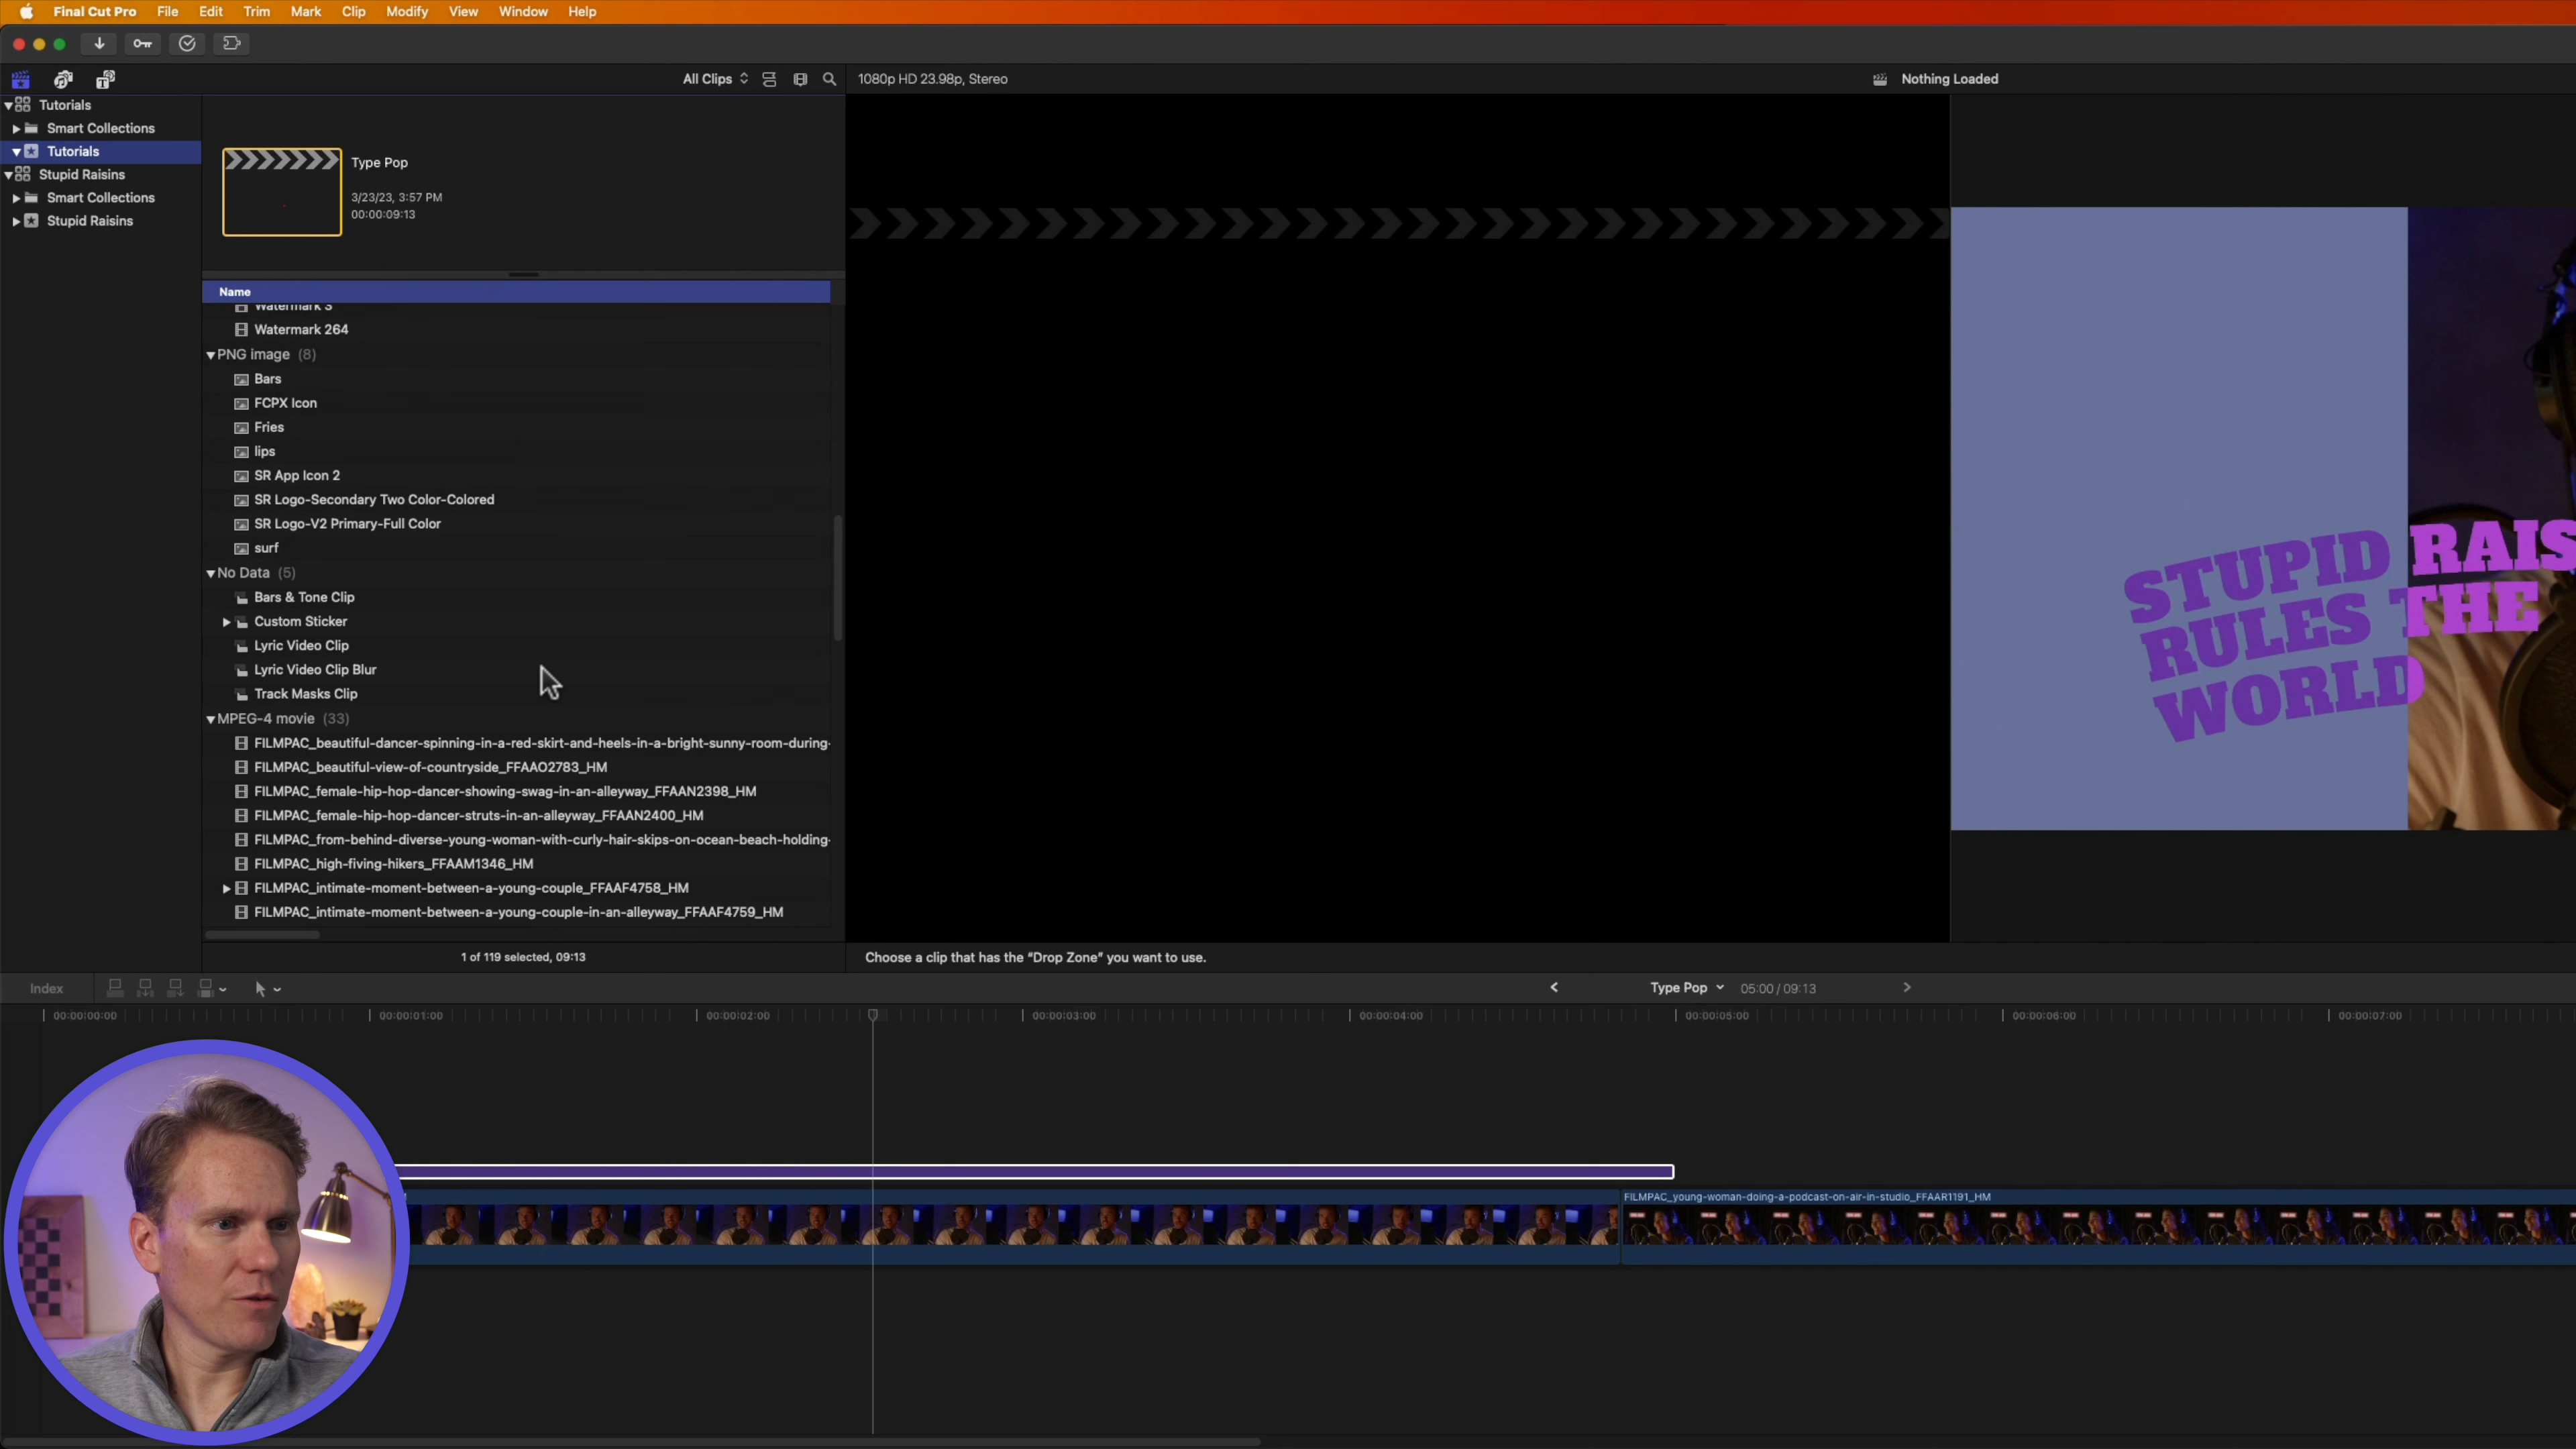 Final Cut Pro File Edit Trim Mark Clip Modify View Window Help
All Clips
1080p HD 23.98p, Stereo
Nothing Loaded
Tutorials
Smart Collections
Tutorials
Stupid Raisins
Smart Collections
Stupid Raisins
Type Pop
3/23/23, 3:57 PM
00:00:09:13
Name
Watermark 3
Watermark 264
PNG image (8)
Bars
FCPX Icon
Fries
lips
SR App Icon 2
SR Logo-Secondary Two Color-Colored
SR Logo-V2 Primary-Full Color
surf
No Data (5)
Bars & Tone Clip
Custom Sticker
Lyric Video Clip
Lyric Video Clip Blur
Track Masks Clip
MPEG-4 movie (33)
FILMPAC_beautiful-dancer-spinning-in-a-red-skirt-and-heels-in-a-bright-sunny-room-during-
FILMPAC_beautiful-view-of-countryside_FFAAO2783_HM
FILMPAC_female-hip-hop-dancer-showing-swag-in-an-alleyway_FFAAN2398_HM
FILMPAC_female-hip-hop-dancer-struts-in-an-alleyway_FFAAN2400_HM
FILMPAC_from-behind-diverse-young-woman-with-curly-hair-skips-on-ocean-beach-holding-
FILMPAC_high-fiving-hikers_FFAAM1346_HM
FILMPAC_intimate-moment-between-a-young-couple_FFAAF4758_HM
FILMPAC_intimate-moment-between-a-young-couple-in-an-alleyway_FFAAF4759_HM
1 of 119 selected, 09:13
STUPID RAIS
RULES THE
WORLD
Choose a clip that has the “Drop Zone” you want to use.
Index
Type Pop
05:00 / 09:13
00:00:00:00
00:00:01:00
00:00:02:00
00:00:03:00
00:00:04:00
00:00:05:00
00:00:06:00
00:00:07:00
FILMPAC_young-woman-doing-a-podcast-on-air-in-studio_FFAAR1191_HM